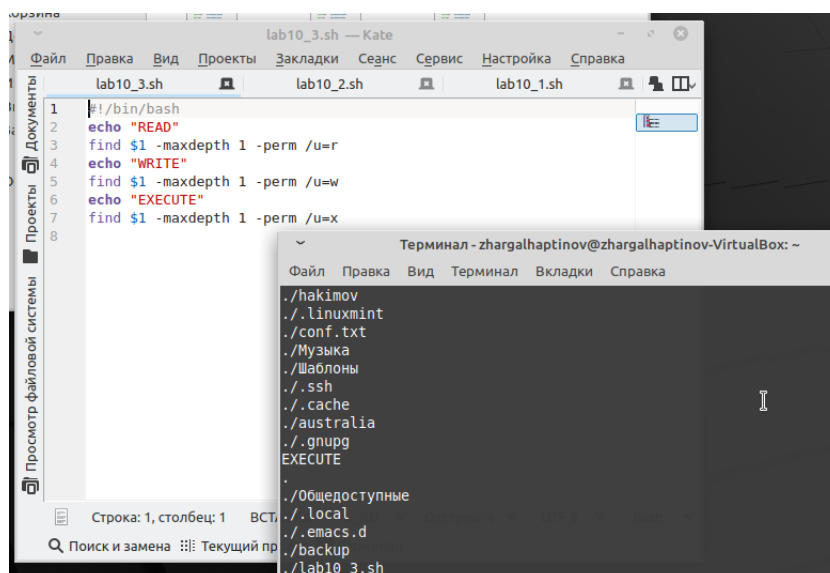 lab10_3.sh — Kate
Файл Правка Вид Проекты Закладки Сеанс Сервис Настройка Справка
lab10_3.sh lab10_2.sh lab10_1.sh
Документы
Проекты
Просмотр файловой системы
1 #!/bin/bash
2 echo "READ"
3 find $1 -maxdepth 1 -perm /u=r
4 echo "WRITE"
5 find $1 -maxdepth 1 -perm /u=w
6 echo "EXECUTE"
7 find $1 -maxdepth 1 -perm /u=x
8
Строка: 1, столбец: 1
Поиск и замена Текущий
Терминал - zhargalhaptinov@zhargalhaptinov-VirtualBox: ~
Файл Правка Вид Терминал Вкладки Справка
./hakimov
./.linuxmint
./conf.txt
./Музыка
./Шаблоны
./.ssh
./.cache
./australia
./.gnupg
EXECUTE
.
./Общедоступные
./.local
./.emacs.d
./backup
./lab10_3.sh